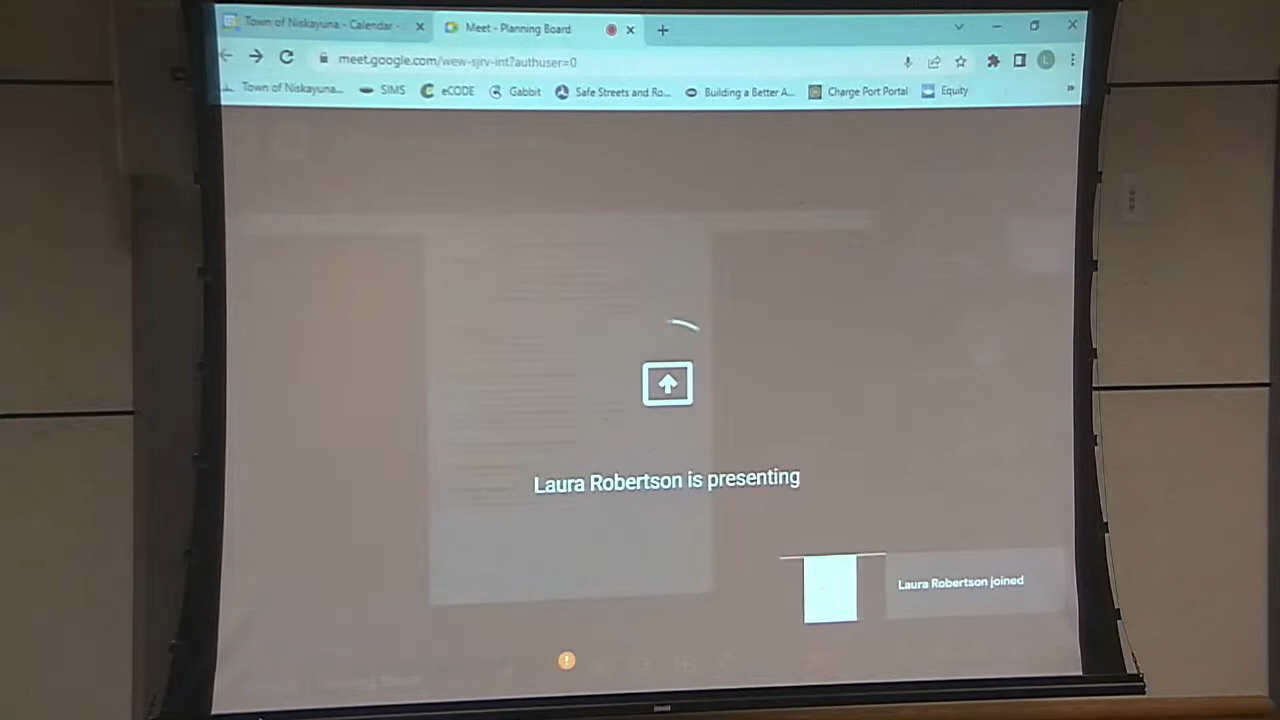 Town of Niskayuna - Calendar -
Meet - Planning Board
meet.google.com/wew-sjrv-int?authuser=0
L
Town of Niskayuna...
SIMS
eCODE
Gabbit
Safe Streets and Ro...
Building a Better A...
Charge Port Portal
Equity
»
Laura Robertson is presenting
Laura Robertson joined